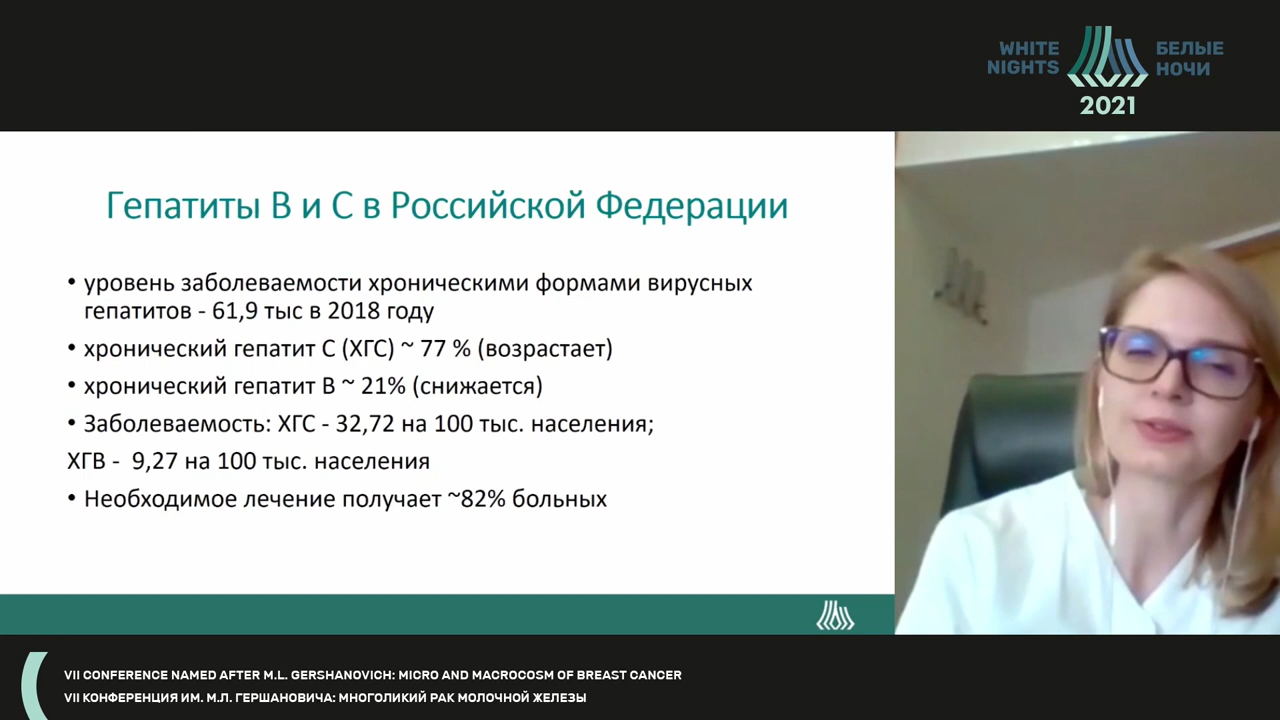 WHITE NIGHTS
БЕЛЫЕ НОЧИ
2021
Гепатиты В и С в Российской Федерации
• уровень заболеваемости хроническими формами вирусных
гепатитов - 61,9 тыс в 2018 году
• хронический гепатит С (ХГС) ~ 77 % (возрастает)
• хронический гепатит В ~ 21% (снижается)
• Заболеваемость: ХГС - 32,72 на 100 тыс. населения;
ХГВ - 9,27 на 100 тыс. населения
• Необходимое лечение получает ~82% больных
VII CONFERENCE NAMED AFTER M.L. GERSHANOVICH: MICRO AND MACROCOSM OF BREAST CANCER
VII КОНФЕРЕНЦИЯ ИМ. М.Л. ГЕРШАНОВИЧА: МНОГОЛИКИЙ РАК МОЛОЧНОЙ ЖЕЛЕЗЫ